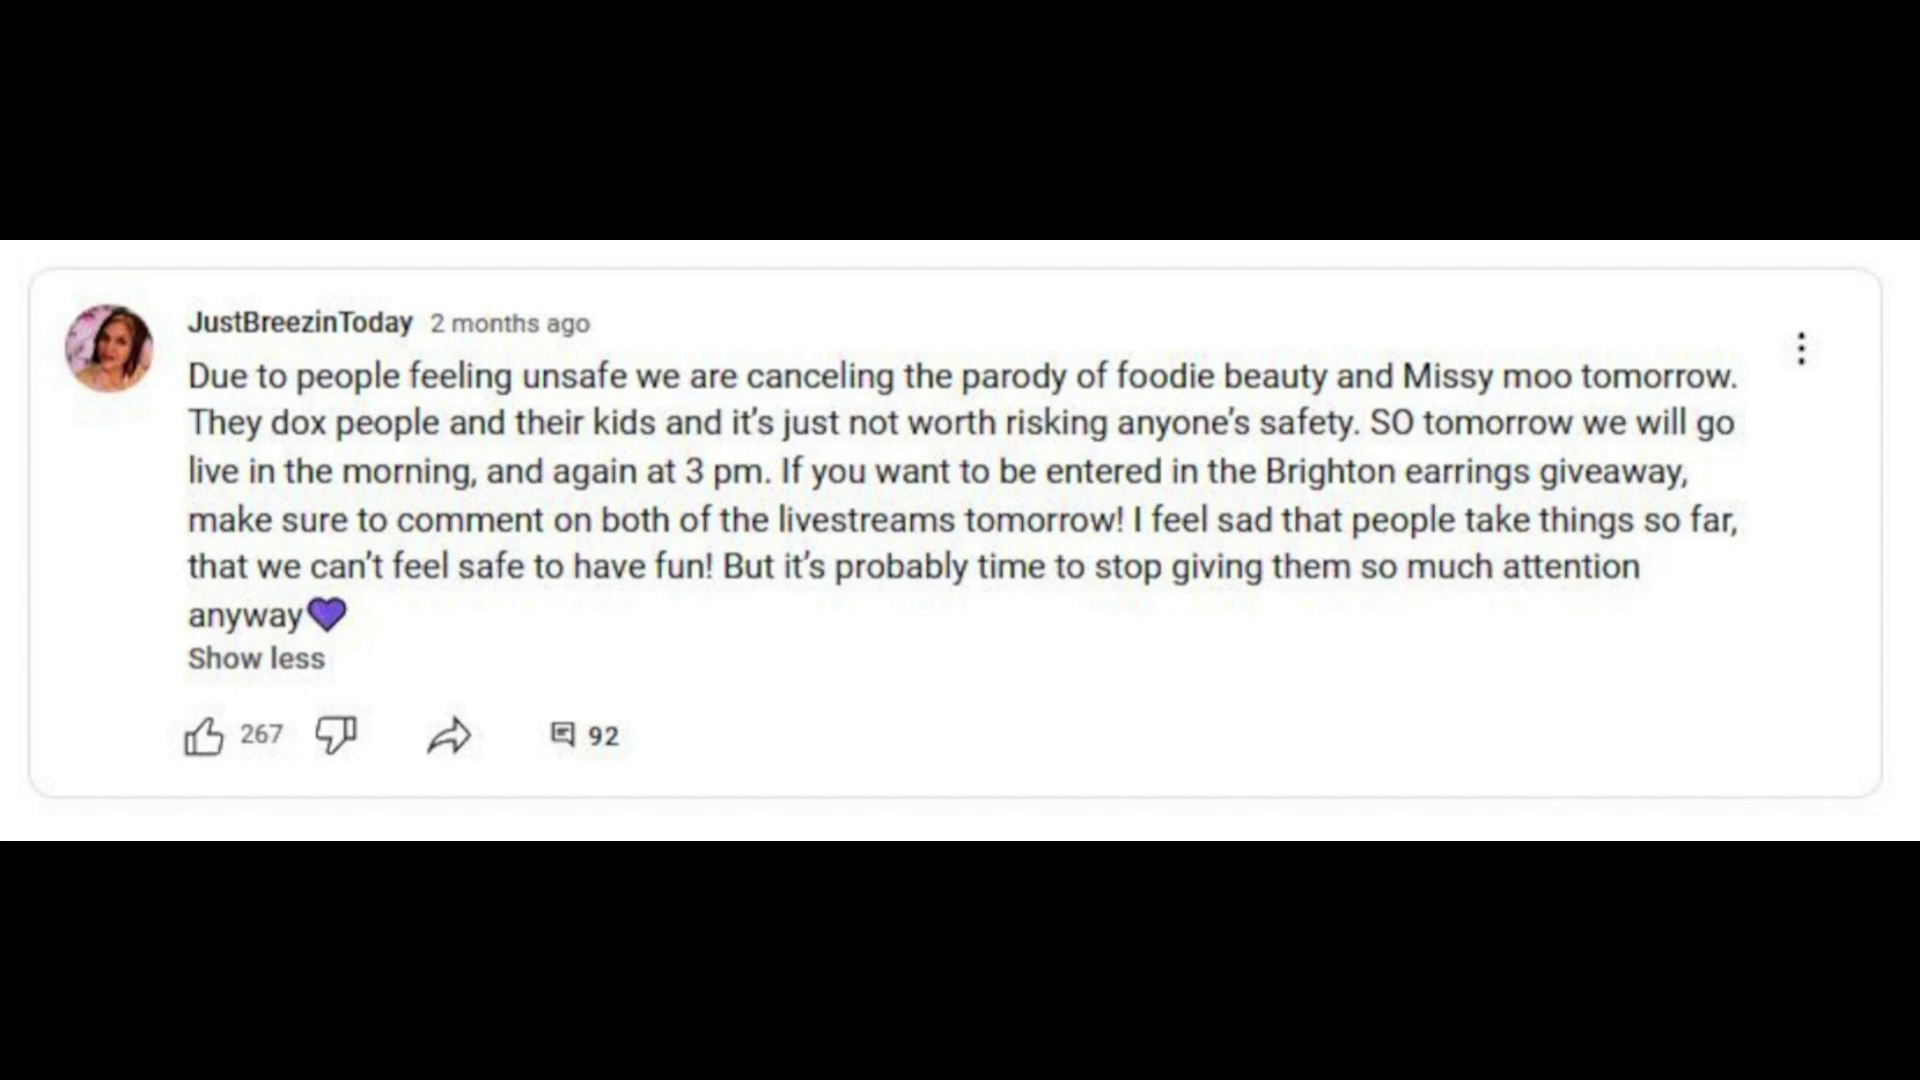 JustBreezinToday 2 months ago
Due to people feeling unsafe we are canceling the parody of foodie beauty and Missy moo tomorrow.
They dox people and their kids and it's just not worth risking anyone's safety. SO tomorrow we will go
live in the morning, and again at 3 pm. If you want to be entered in the Brighton earrings giveaway,
make sure to comment on both of the livestreams tomorrow! I feel sad that people take things so far,
that we can't feel safe to have fun! But it's probably time to stop giving them so much attention
anyway💜
Show less
267 92